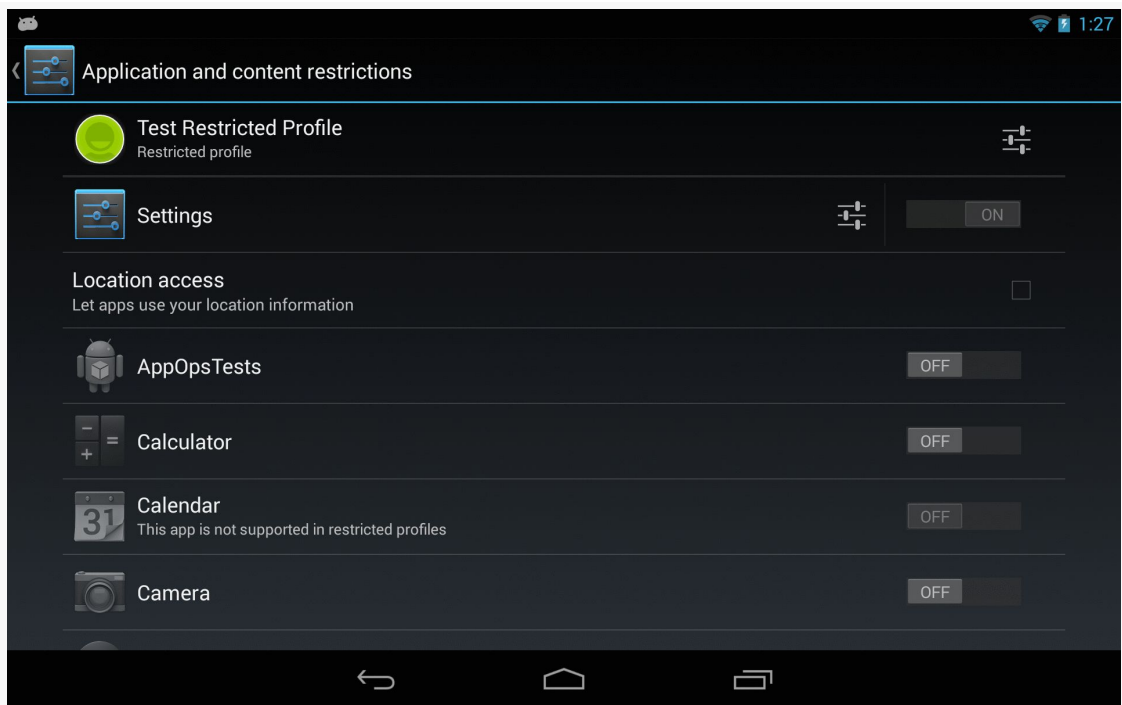 1:27
Application and content restrictions
Test Restricted Profile
Restricted profile
Settings
ON
Location access
Let apps use your location information
AppOpsTests
OFF
Calculator
OFF
31
Calendar
This app is not supported in restricted profiles
OFF
Camera
OFF